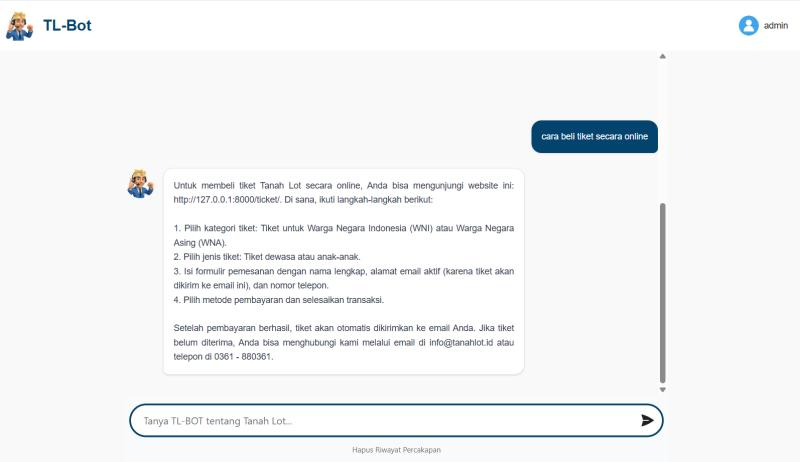 TL-Bot
admin
cara beli tiket secara online
Untuk membeli tiket Tanah Lot secara online, Anda bisa mengunjungi website ini:
http://127.0.0.1:8000/ticket/. Di sana, ikuti langkah-langkah berikut:
1. Pilih kategori tiket: Tiket untuk Warga Negara Indonesia (WNI) atau Warga Negara
Asing (WNA).
2. Pilih jenis tiket: Tiket dewasa atau anak-anak.
3. Isi formulir pemesanan dengan nama lengkap, alamat email aktif (karena tiket akan
dikirim ke email ini), dan nomor telepon.
4. Pilih metode pembayaran dan selesaikan transaksi.
Setelah pembayaran berhasil, tiket akan otomatis dikirimkan ke email Anda. Jika tiket
belum diterima, Anda bisa menghubungi kami melalui email di info@tanahlot.id atau
telepon di 0361 - 880361.
Tanya TL-BOT tentang Tanah Lot...
Hapus Riwayat Percakapan